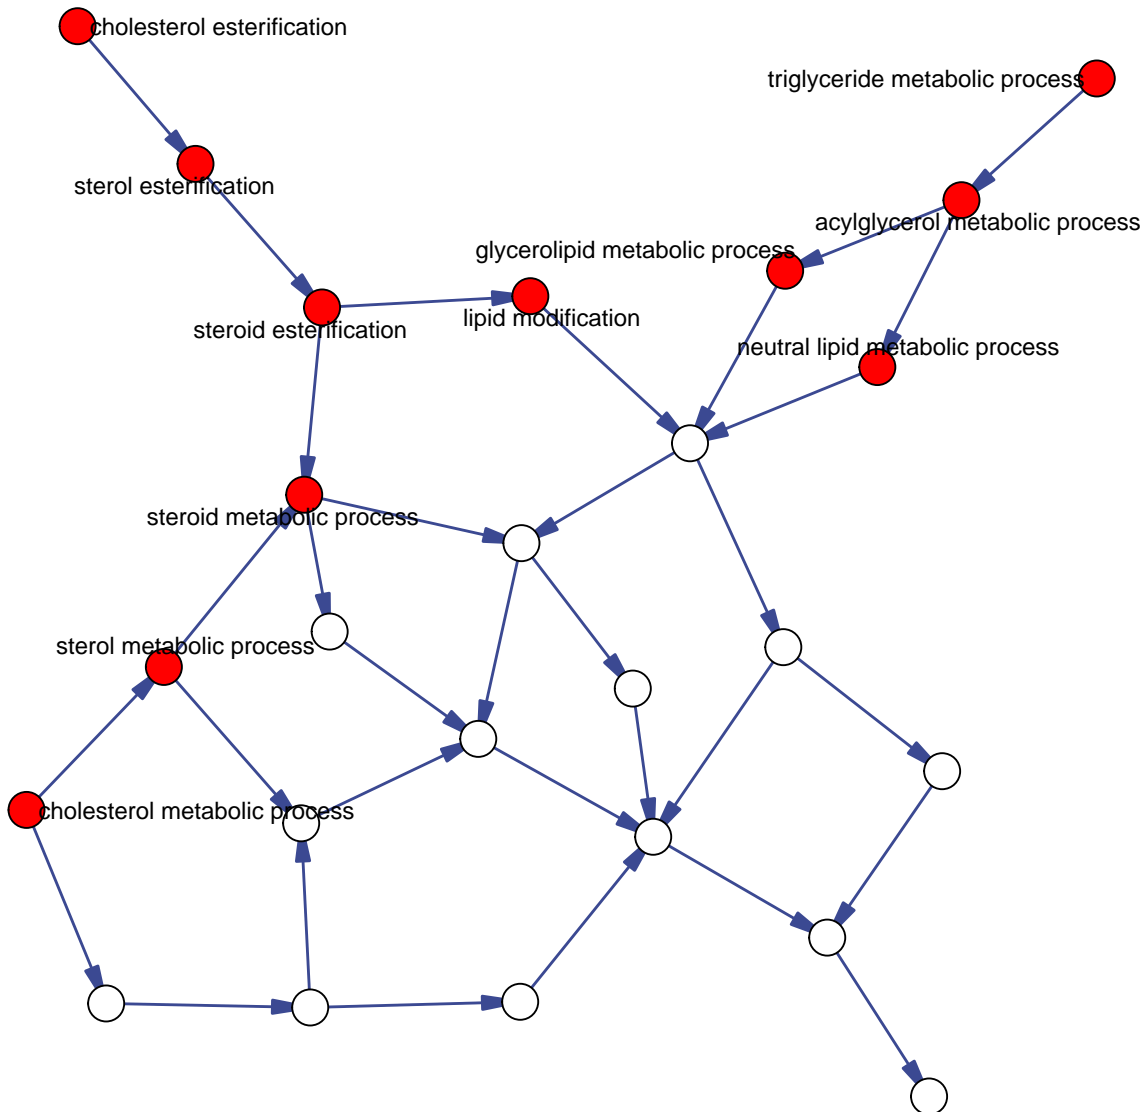 cholesterol esterification
triglyceride metabolic process
sterol esterification
acylglycerol metabolic process
glycerolipid metabolic process
lipid modification
steroid esterification
neutral lipid metabolic process
steroid metabolic process
sterol metabolic process
cholesterol metabolic process